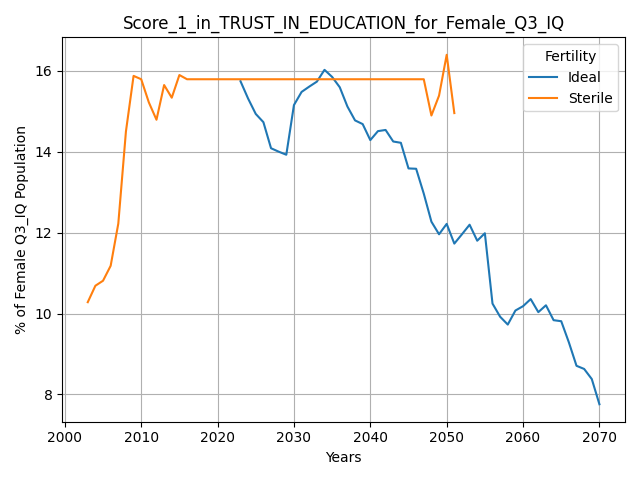 Score_1_in_TRUST_IN_EDUCATION_for_Female_Q3_IQ
Fertility
Ideal
Sterile
% of Female Q3_IQ Population
16
14
12
10
8
2000 2010 2020 2030 2040 2050 2060 2070
Years